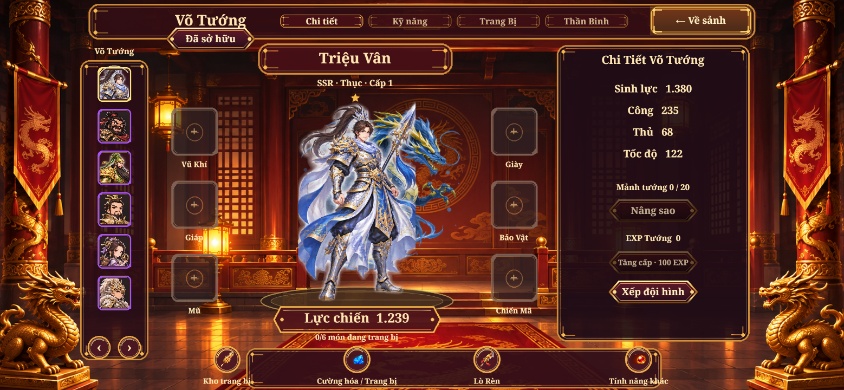 Võ Tướng
Chi tiết
Kỹ năng
Trang Bị
Thần Binh
← Về sảnh
Đã sở hữu
Võ Tướng
Triệu Vân
SSR · Thục · Cấp 1
Vũ Khí
Giáp
Mũ
Giày
Bảo Vật
Chiến Mã
Lực chiến 1.239
0/6 món đang trang bị
Chi Tiết Võ Tướng
Sinh lực 1.380
Công 235
Thủ 68
Tốc độ 122
Mảnh tướng 0 / 20
Nâng sao
EXP Tướng 0
Tăng cấp · 100 EXP
Xếp đội hình
Kho trang bị
Cường hóa / Trang bị
Lò Rèn
Tính năng khác